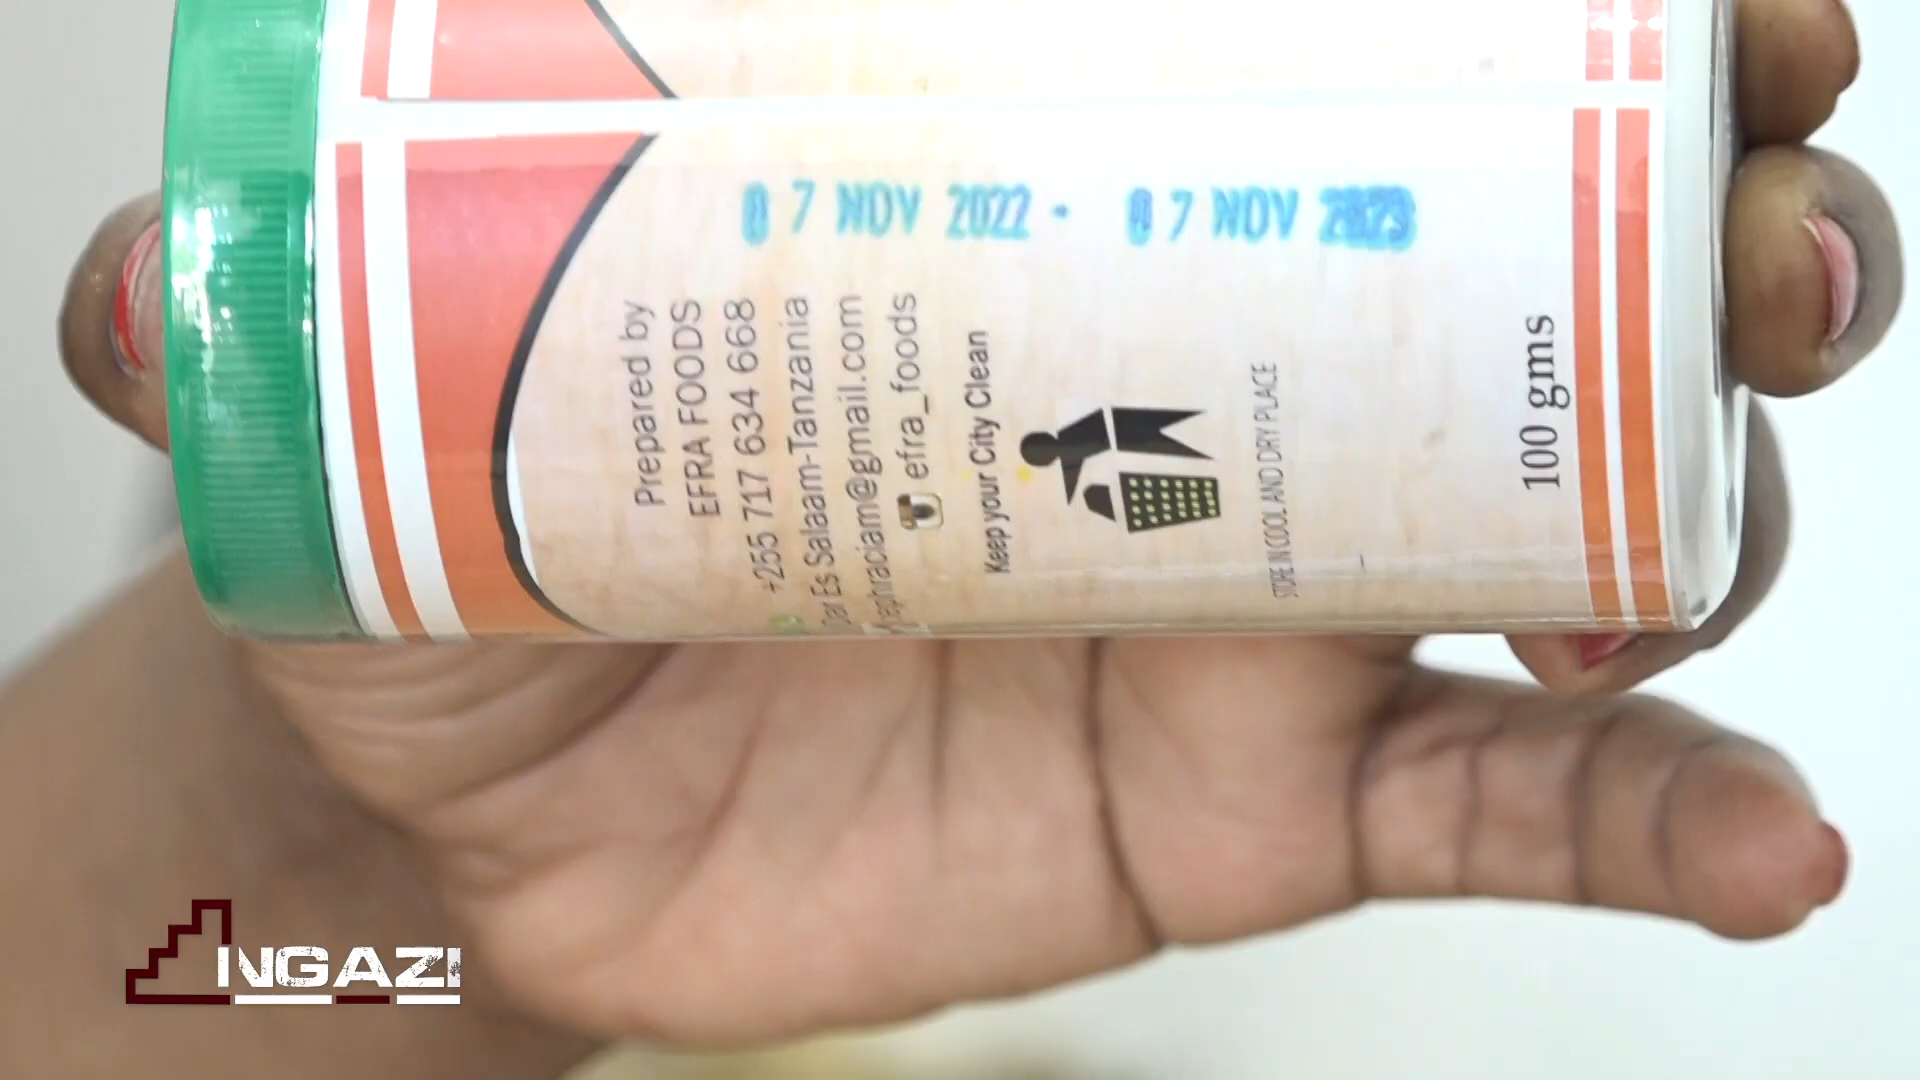 07 NOV 2022 - 07 NOV 2023
Prepared by
EFRA FOODS
+255 717 634 668
Dar Es Salaam-Tanzania
efra_foods
Keep your City Clean
STORE IN COOL AND DRY PLACE
100 gms
INGAZI